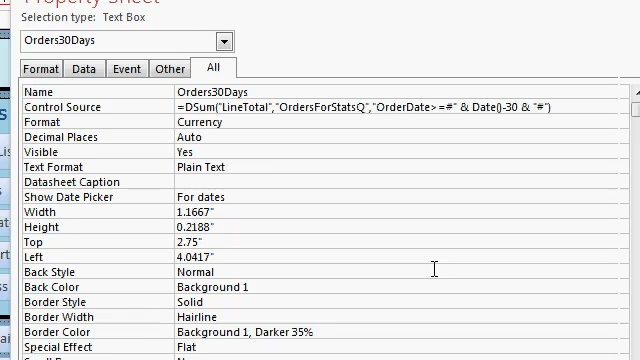 Property Sheet
Selection type: Text Box
Orders30Days
Format Data Event Other All
Name Orders30Days
Control Source =DSum("LineTotal","OrdersForStatsQ","OrderDate>=#" & Date()-30 & "#")
Format Currency
Decimal Places Auto
Visible Yes
Text Format Plain Text
Datasheet Caption
Show Date Picker For dates
Width 1.1667"
Height 0.2188"
Top 2.75"
Left 4.0417"
Back Style Normal
Back Color Background 1
Border Style Solid
Border Width Hairline
Border Color Background 1, Darker 35%
Special Effect Flat